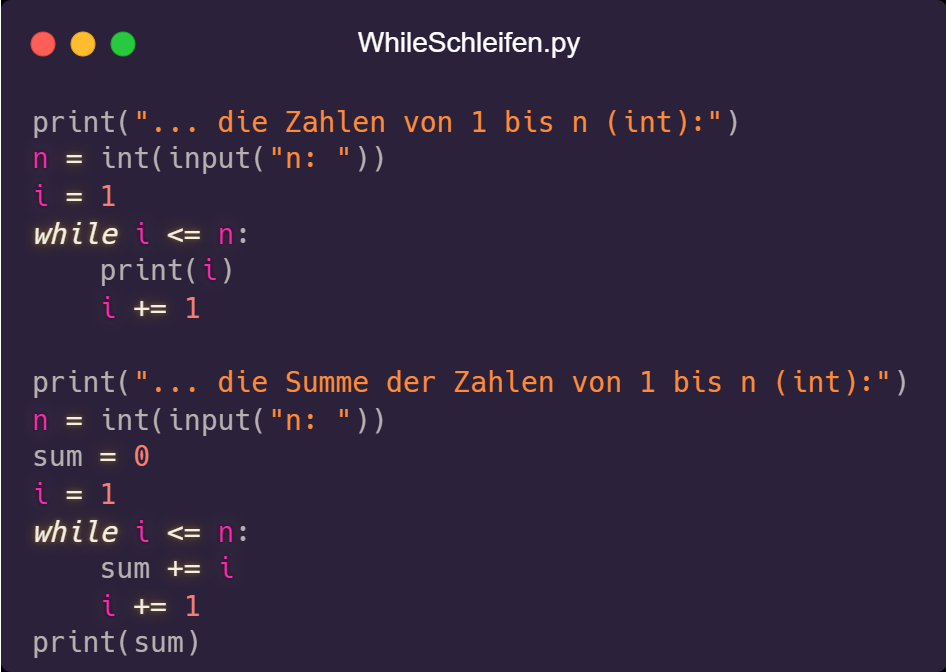 WhileSchleifen.py
print("... die Zahlen von 1 bis n (int):")
n = int(input("n: "))
i = 1
while i <= n:
    print(i)
    i += 1

print("... die Summe der Zahlen von 1 bis n (int):")
n = int(input("n: "))
sum = 0
i = 1
while i <= n:
    sum += i
    i += 1
print(sum)